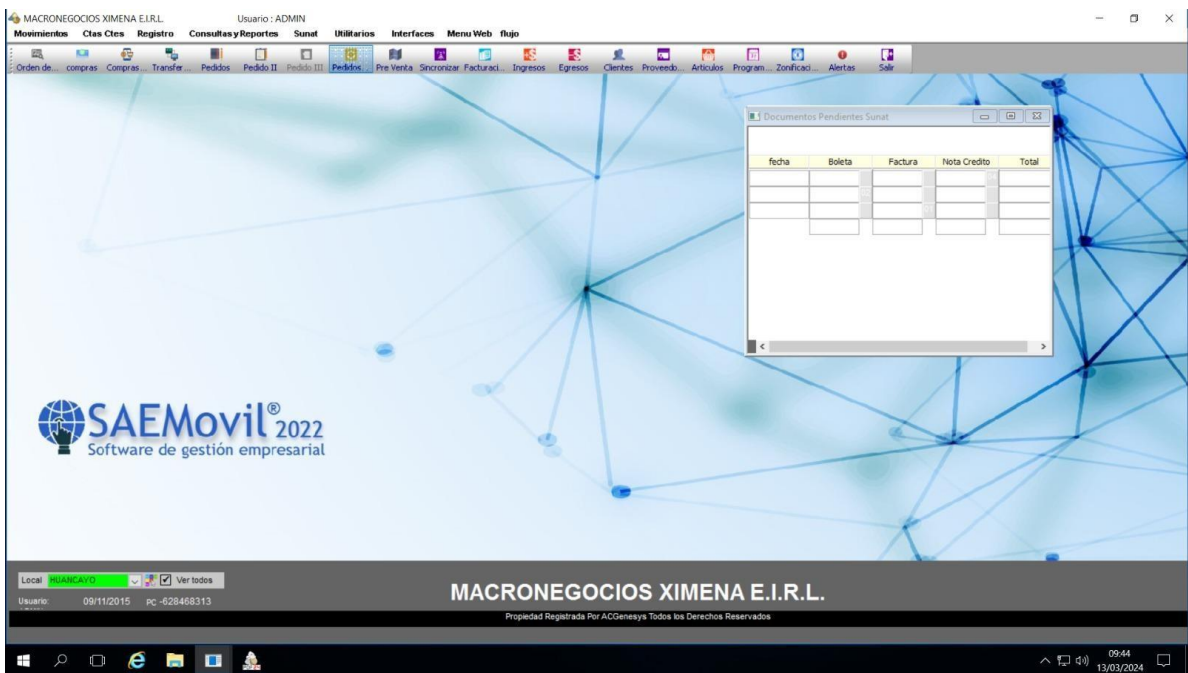 MACRONEGOCIOS XIMENA E.I.R.L. Usuario : ADMIN
Movimientos Ctas Ctes Registro Consultas y Reportes Sunat Utilitarios Interfaces Menu Web flujo
Orden de... compras Compras... Transfer... Pedidos Pedido II Pedido III Pedidos... Pre Venta Sincronizar Facturaci... Ingresos Egresos Clientes Proveedo... Articulos Program... Zonificaci... Alertas Salir
Documentos Pendientes Sunat
fecha Boleta Factura Nota Credito Total
SAEMovil® 2022
Software de gestión empresarial
Local HUANCAYO Ver todos
Usuario: 09/11/2015 PC -628468313
MACRONEGOCIOS XIMENA E.I.R.L.
Propiedad Registrada Por ACGenesys Todos los Derechos Reservados
09:44
13/03/2024